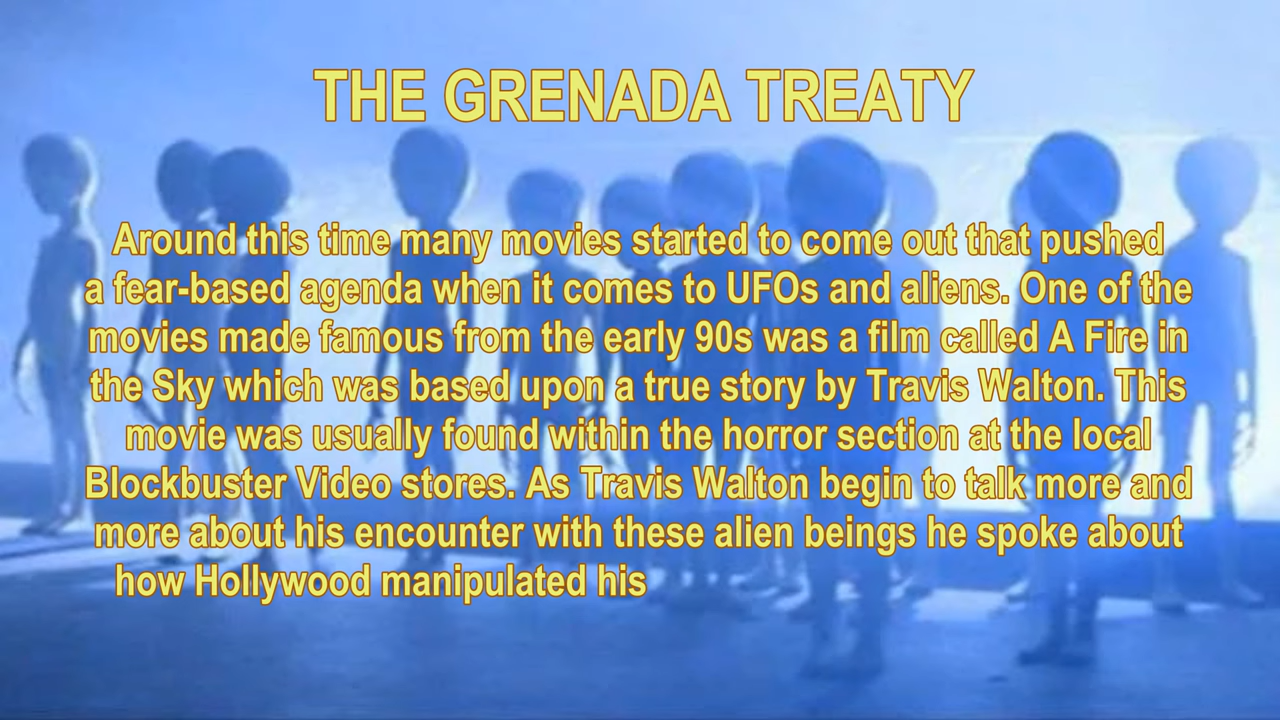 THE GRENADA TREATY
Around this time many movies started to come out that pushed
a fear-based agenda when it comes to UFOs and aliens. One of the
movies made famous from the early 90s was a film called A Fire in
the Sky which was based upon a true story by Travis Walton. This
movie was usually found within the horror section at the local
Blockbuster Video stores. As Travis Walton begin to talk more and
more about his encounter with these alien beings he spoke about
how Hollywood manipulated his